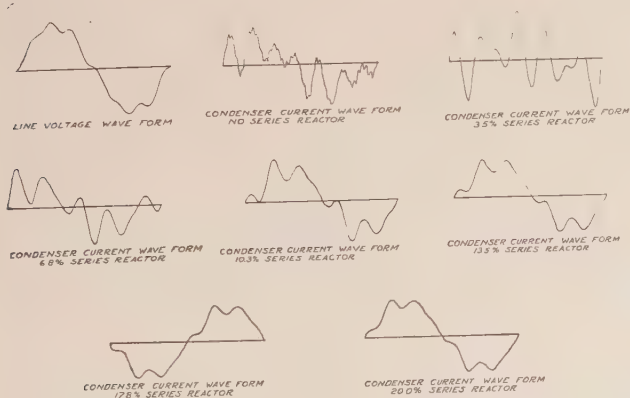 LINE VOLTAGE WAVE FORM
CONDENSER CURRENT WAVE FORM
NO SERIES REACTOR
CONDENSER CURRENT WAVE FORM
3.5% SERIES REACTOR
CONDENSER CURRENT WAVE FORM
6.8% SERIES REACTOR
CONDENSER CURRENT WAVE FORM
10.3% SERIES REACTOR
CONDENSER CURRENT WAVE FORM
13.5% SERIES REACTOR
CONDENSER CURRENT WAVE FORM
17.8% SERIES REACTOR
CONDENSER CURRENT WAVE FORM
20.0% SERIES REACTOR